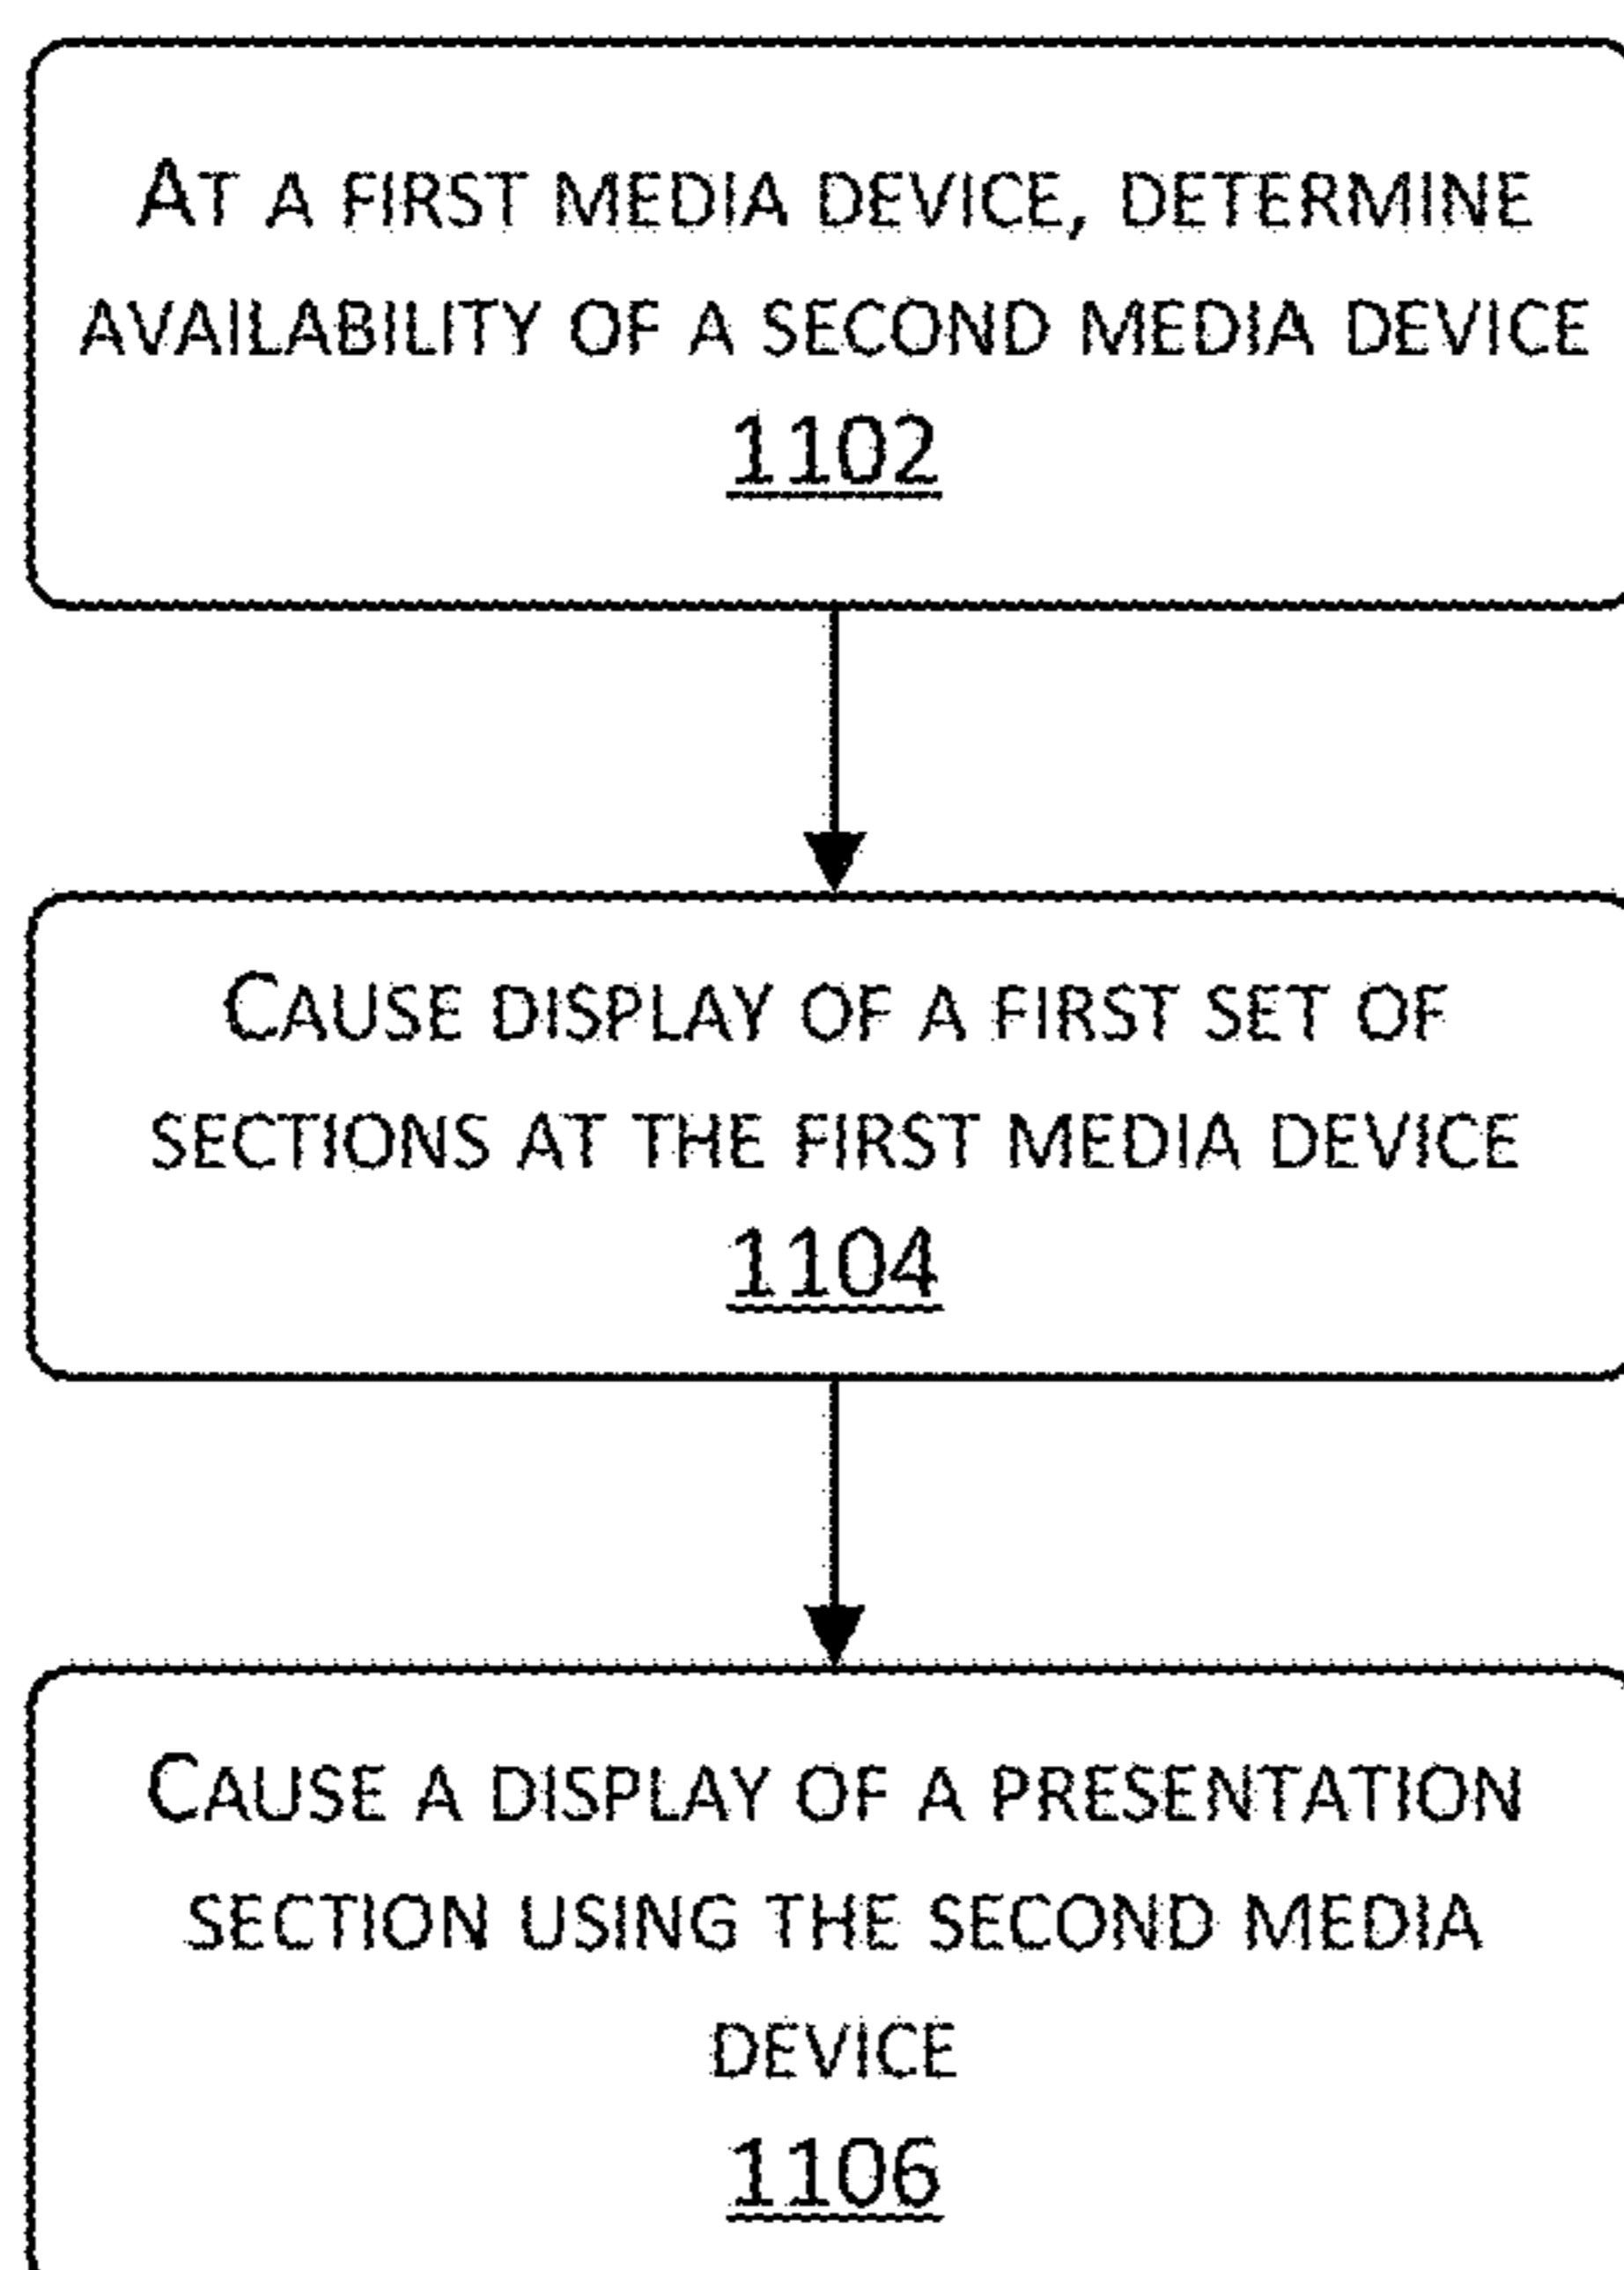 AT A FIRST MEDIA DEVICE, DETERMINE
AVAILABILITY OF A SECOND MEDIA DEVICE
1102
CAUSE DISPLAY OF A FIRST SET OF
SECTIONS AT THE FIRST MEDIA DEVICE
1104
CAUSE A DISPLAY OF A PRESENTATION
SECTION USING THE SECOND MEDIA
DEVICE
1106